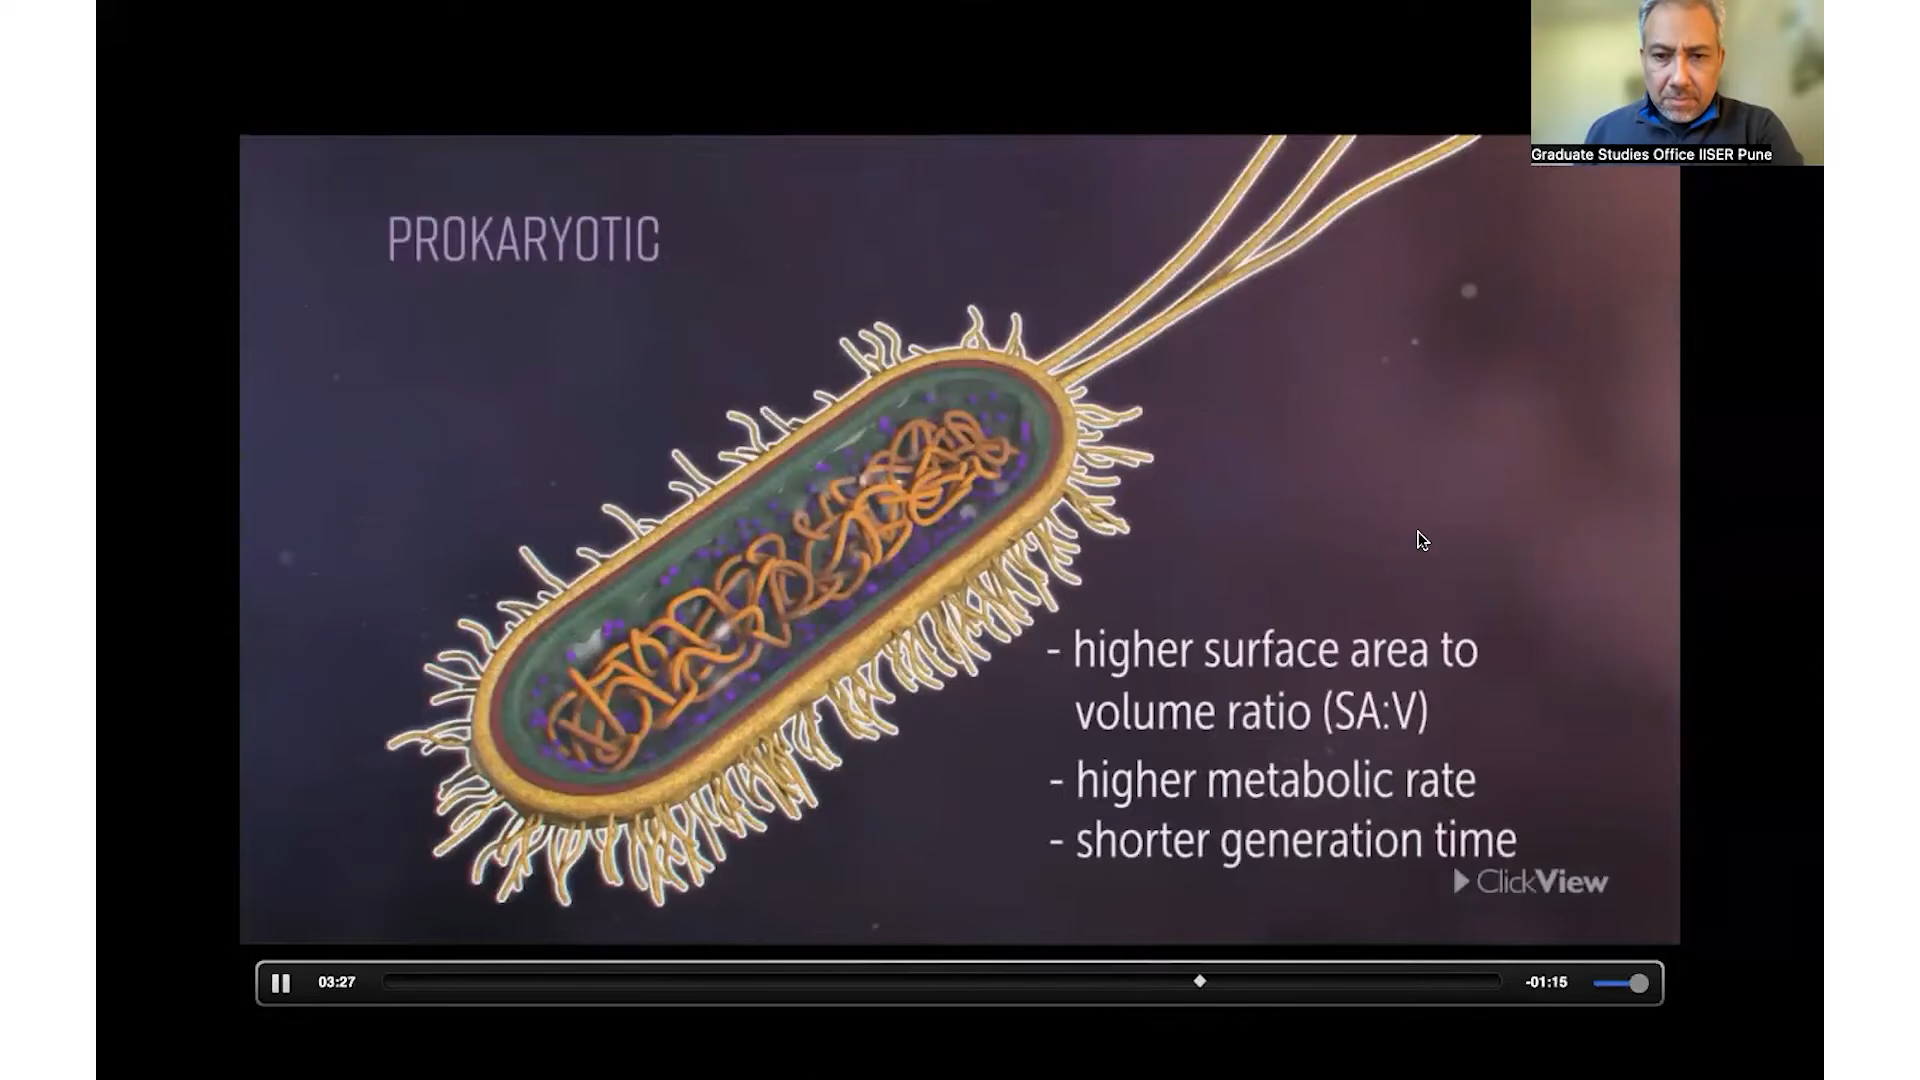 Graduate Studies Office IISER Pune
PROKARYOTIC
- higher surface area to
volume ratio (SA:V)
- higher metabolic rate
- shorter generation time
ClickView
03:27
-01:15